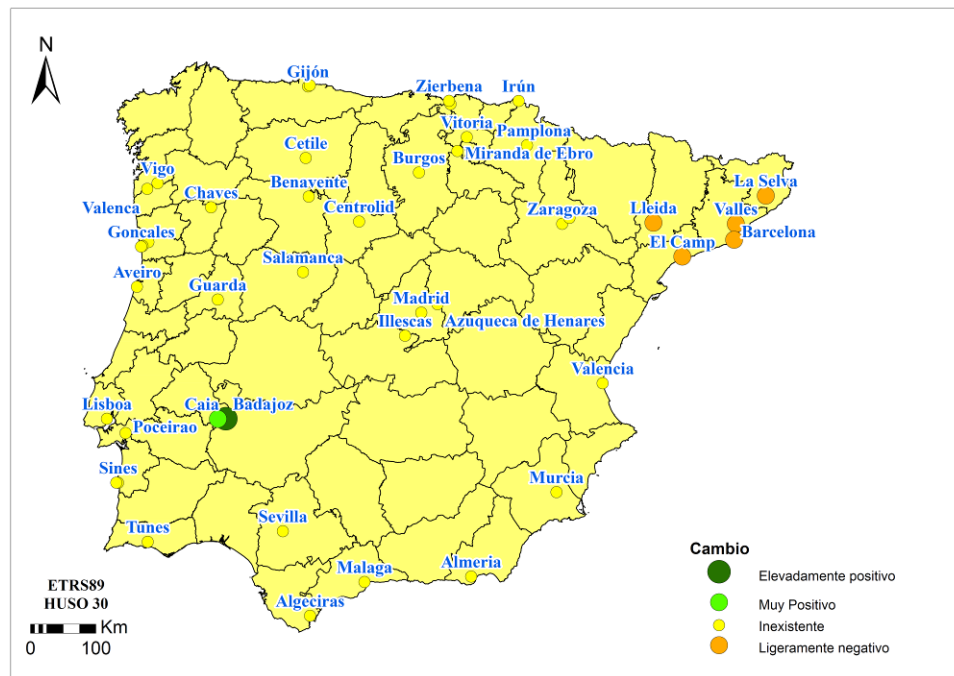 N
Gijón
Zierbena
Irún
Vitoria
Pamplona
Cetile
Burgos
Miranda de Ebro
Vigo
Benavente
La Selva
Valenca
Chaves
Centrolid
Zaragoza
Lleida
Valles
Goncales
El Camp
Barcelona
Salamanca
Aveiro
Guarda
Madrid
Illescas
Azuqueca de Henares
Valencia
Lisboa
Caia
Badajoz
Poceirao
Sines
Murcia
Tunes
Sevilla
Malaga
Almeria
Algeciras
ETRS89
HUSO 30
Km
0 100
Cambio
Elevadamente positivo
Muy Positivo
Inexistente
Ligeramente negativo